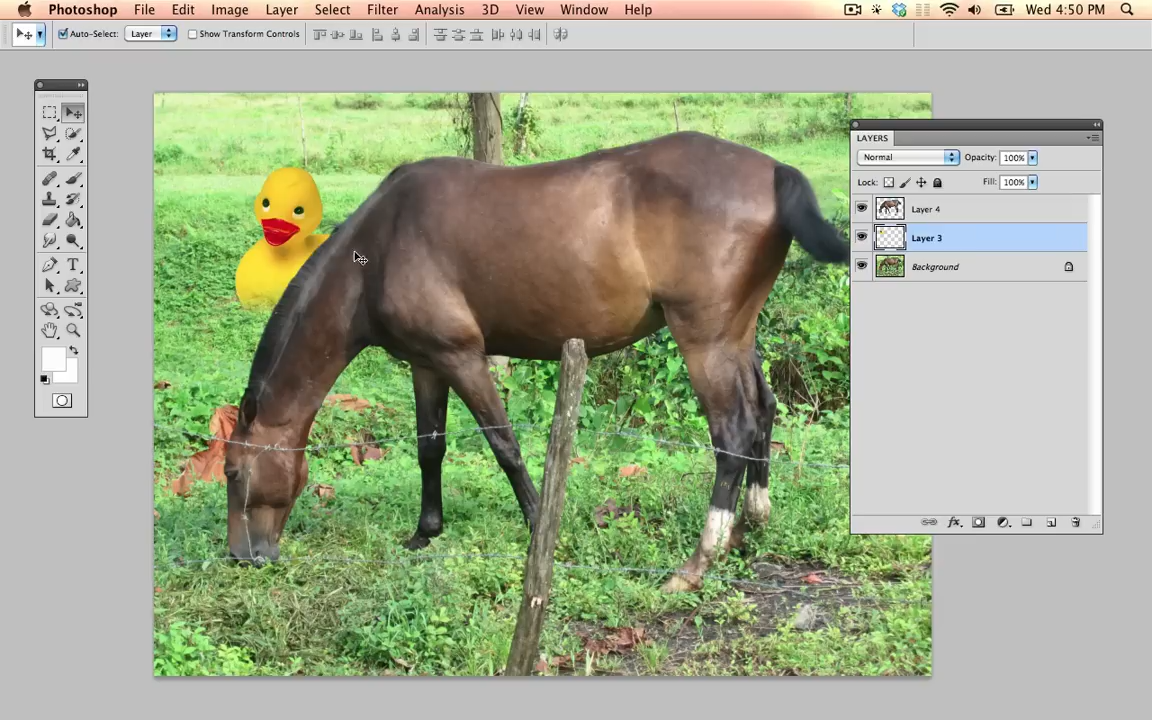 Photoshop File Edit Image Layer Select Filter Analysis 3D View Window Help Wed 4:50 PM
Auto-Select: Layer Show Transform Controls
LAYERS
Normal Opacity: 100%
Lock: Fill: 100%
Layer 4
Layer 3
Background